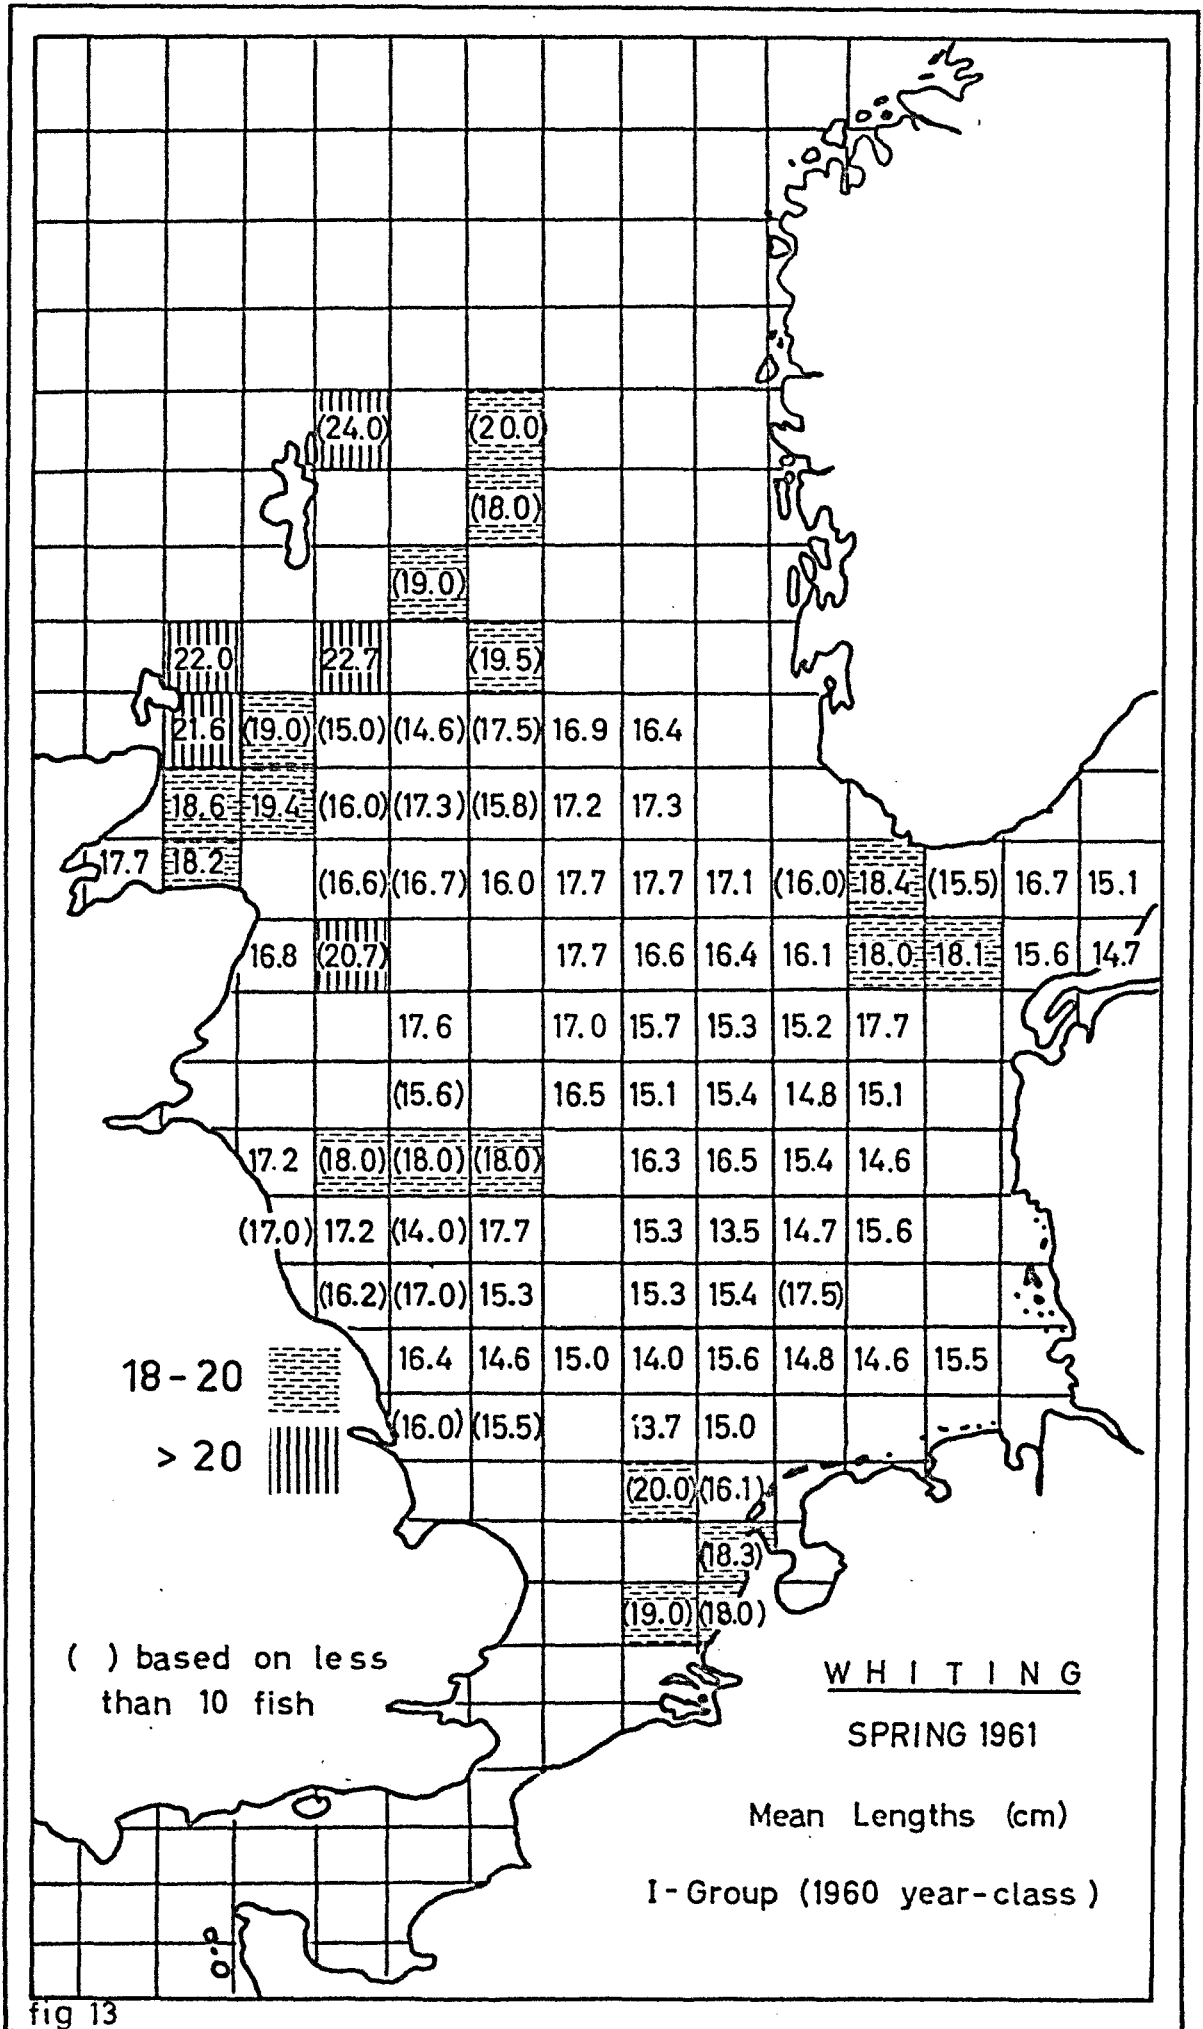 (24.0) (20.0)
(18.0)
(19.0)
22.0 22.7 (19.5)
21.6 (19.0) (15.0) (14.6) (17.5) 16.9 16.4
18.6 19.4 (16.0) (17.3) (15.8) 17.2 17.3
17.7 18.2
(16.6) (16.7) 16.0 17.7 17.7 17.1 (16.0) 18.4 (15.5) 16.7 15.1
16.8 (20.7) 17.7 16.6 16.4 16.1 18.0 18.1 15.6 14.7
17.6 17.0 15.7 15.3 15.2 17.7
(15.6) 16.5 15.1 15.4 14.8 15.1
17.2 (18.0) (18.0) (18.0) 16.3 16.5 15.4 14.6
(17.0) 17.2 (14.0) 17.7 15.3 13.5 14.7 15.6
(16.2) (17.0) 15.3 15.3 15.4 (17.5)
16.4 14.6 15.0 14.0 15.6 14.8 14.6 15.5
18-20
(16.0) (15.5) 13.7 15.0
> 20
(20.0) (16.1)
(18.3)
(19.0) (18.0)
( ) based on less
than 10 fish
WHITING
SPRING 1961
Mean Lengths (cm)
I-Group (1960 year-class)
fig 13